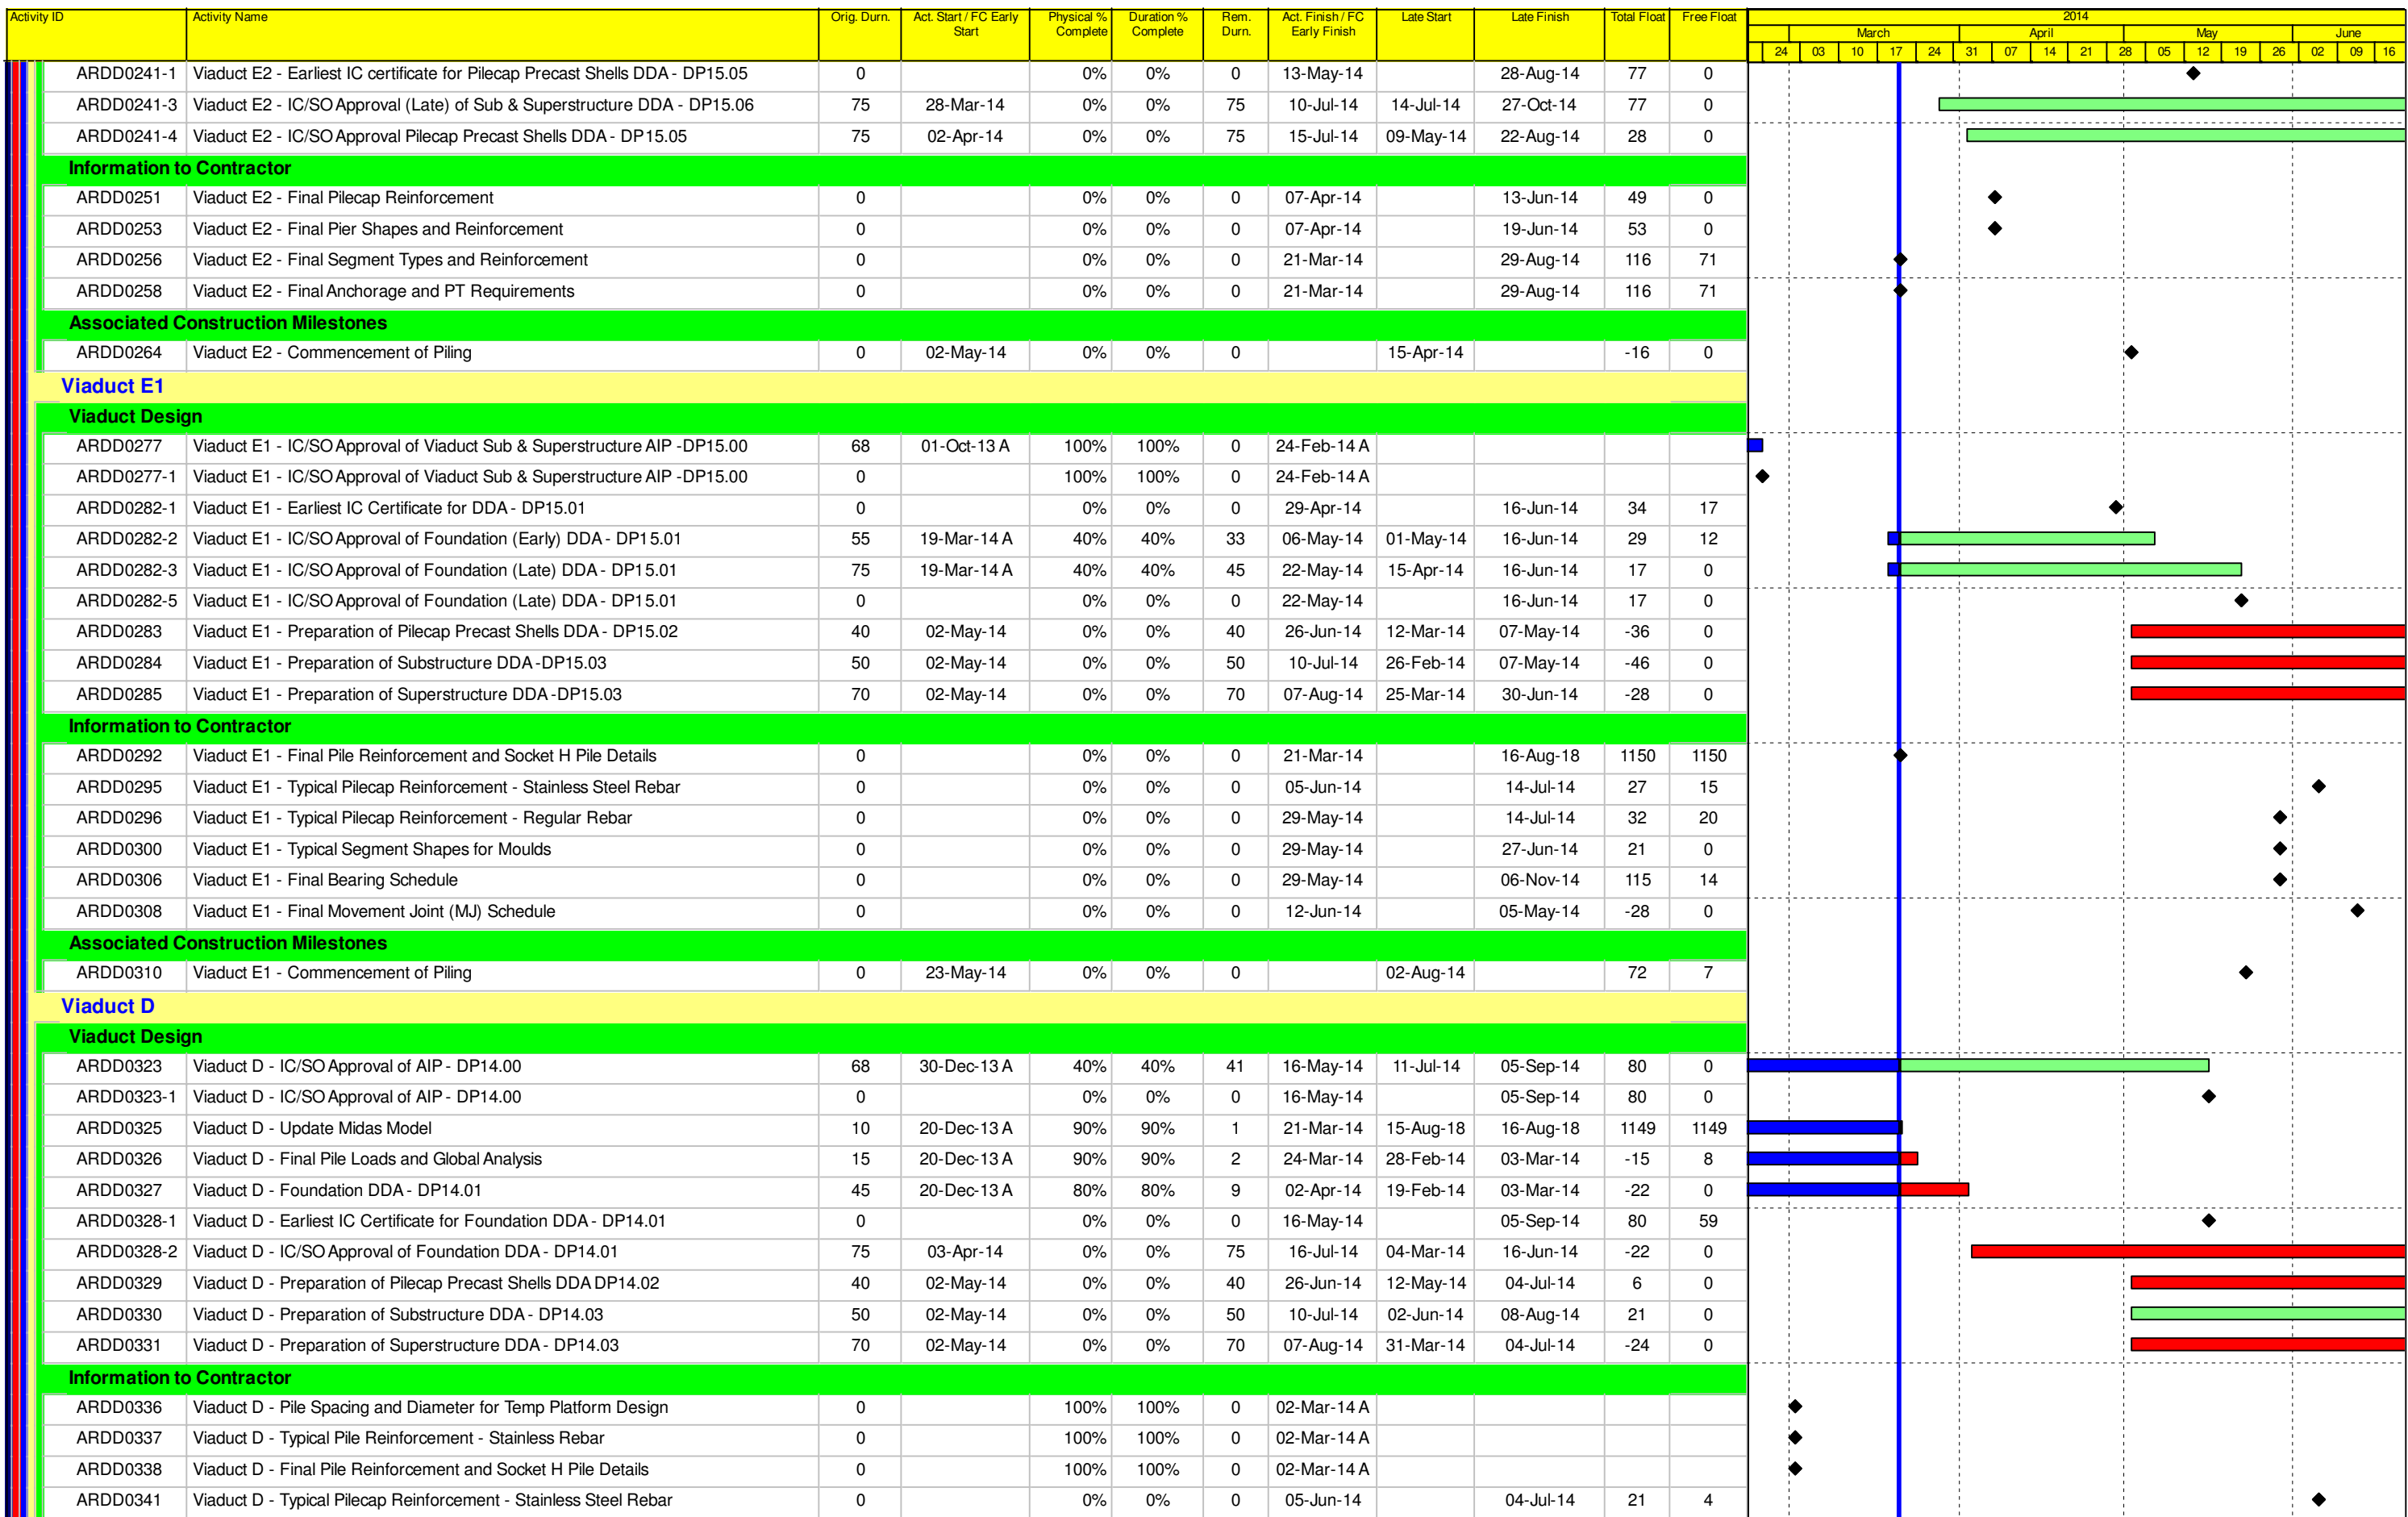 Activity ID Activity Name Orig. Durn. Act. Start / FC Early Start Physical % Complete Duration % Complete Rem. Durn. Act. Finish / FC Early Finish Late Start Late Finish Total Float Free Float 2014
March April May June
24 03 10 17 24 31 07 14 21 28 05 12 19 26 02 09 16
ARDD0241-1 Viaduct E2 - Earliest IC certificate for Pilecap Precast Shells DDA - DP15.05 0 0% 0% 0 13-May-14 28-Aug-14 77 0
ARDD0241-3 Viaduct E2 - IC/SO Approval (Late) of Sub & Superstructure DDA - DP15.06 75 28-Mar-14 0% 0% 75 10-Jul-14 14-Jul-14 27-Oct-14 77 0
ARDD0241-4 Viaduct E2 - IC/SO Approval Pilecap Precast Shells DDA - DP15.05 75 02-Apr-14 0% 0% 75 15-Jul-14 09-May-14 22-Aug-14 28 0
Information to Contractor
ARDD0251 Viaduct E2 - Final Pilecap Reinforcement 0 0% 0% 0 07-Apr-14 13-Jun-14 49 0
ARDD0253 Viaduct E2 - Final Pier Shapes and Reinforcement 0 0% 0% 0 07-Apr-14 19-Jun-14 53 0
ARDD0256 Viaduct E2 - Final Segment Types and Reinforcement 0 0% 0% 0 21-Mar-14 29-Aug-14 116 71
ARDD0258 Viaduct E2 - Final Anchorage and PT Requirements 0 0% 0% 0 21-Mar-14 29-Aug-14 116 71
Associated Construction Milestones
ARDD0264 Viaduct E2 - Commencement of Piling 0 02-May-14 0% 0% 0 15-Apr-14 -16 0
Viaduct E1
Viaduct Design
ARDD0277 Viaduct E1 - IC/SO Approval of Viaduct Sub & Superstructure AIP -DP15.00 68 01-Oct-13 A 100% 100% 0 24-Feb-14 A
ARDD0277-1 Viaduct E1 - IC/SO Approval of Viaduct Sub & Superstructure AIP -DP15.00 0 100% 100% 0 24-Feb-14 A
ARDD0282-1 Viaduct E1 - Earliest IC Certificate for DDA - DP15.01 0 0% 0% 0 29-Apr-14 16-Jun-14 34 17
ARDD0282-2 Viaduct E1 - IC/SO Approval of Foundation (Early) DDA - DP15.01 55 19-Mar-14 A 40% 40% 33 06-May-14 01-May-14 16-Jun-14 29 12
ARDD0282-3 Viaduct E1 - IC/SO Approval of Foundation (Late) DDA - DP15.01 75 19-Mar-14 A 40% 40% 45 22-May-14 15-Apr-14 16-Jun-14 17 0
ARDD0282-5 Viaduct E1 - IC/SO Approval of Foundation (Late) DDA - DP15.01 0 0% 0% 0 22-May-14 16-Jun-14 17 0
ARDD0283 Viaduct E1 - Preparation of Pilecap Precast Shells DDA - DP15.02 40 02-May-14 0% 0% 40 26-Jun-14 12-Mar-14 07-May-14 -36 0
ARDD0284 Viaduct E1 - Preparation of Substructure DDA -DP15.03 50 02-May-14 0% 0% 50 10-Jul-14 26-Feb-14 07-May-14 -46 0
ARDD0285 Viaduct E1 - Preparation of Superstructure DDA -DP15.03 70 02-May-14 0% 0% 70 07-Aug-14 25-Mar-14 30-Jun-14 -28 0
Information to Contractor
ARDD0292 Viaduct E1 - Final Pile Reinforcement and Socket H Pile Details 0 0% 0% 0 21-Mar-14 16-Aug-18 1150 1150
ARDD0295 Viaduct E1 - Typical Pilecap Reinforcement - Stainless Steel Rebar 0 0% 0% 0 05-Jun-14 14-Jul-14 27 15
ARDD0296 Viaduct E1 - Typical Pilecap Reinforcement - Regular Rebar 0 0% 0% 0 29-May-14 14-Jul-14 32 20
ARDD0300 Viaduct E1 - Typical Segment Shapes for Moulds 0 0% 0% 0 29-May-14 27-Jun-14 21 0
ARDD0306 Viaduct E1 - Final Bearing Schedule 0 0% 0% 0 29-May-14 06-Nov-14 115 14
ARDD0308 Viaduct E1 - Final Movement Joint (MJ) Schedule 0 0% 0% 0 12-Jun-14 05-May-14 -28 0
Associated Construction Milestones
ARDD0310 Viaduct E1 - Commencement of Piling 0 23-May-14 0% 0% 0 02-Aug-14 72 7
Viaduct D
Viaduct Design
ARDD0323 Viaduct D - IC/SO Approval of AIP - DP14.00 68 30-Dec-13 A 40% 40% 41 16-May-14 11-Jul-14 05-Sep-14 80 0
ARDD0323-1 Viaduct D - IC/SO Approval of AIP - DP14.00 0 0% 0% 0 16-May-14 05-Sep-14 80 0
ARDD0325 Viaduct D - Update Midas Model 10 20-Dec-13 A 90% 90% 1 21-Mar-14 15-Aug-18 16-Aug-18 1149 1149
ARDD0326 Viaduct D - Final Pile Loads and Global Analysis 15 20-Dec-13 A 90% 90% 2 24-Mar-14 28-Feb-14 03-Mar-14 -15 8
ARDD0327 Viaduct D - Foundation DDA - DP14.01 45 20-Dec-13 A 80% 80% 9 02-Apr-14 19-Feb-14 03-Mar-14 -22 0
ARDD0328-1 Viaduct D - Earliest IC Certificate for Foundation DDA - DP14.01 0 0% 0% 0 16-May-14 05-Sep-14 80 59
ARDD0328-2 Viaduct D - IC/SO Approval of Foundation DDA - DP14.01 75 03-Apr-14 0% 0% 75 16-Jul-14 04-Mar-14 16-Jun-14 -22 0
ARDD0329 Viaduct D - Preparation of Pilecap Precast Shells DDA DP14.02 40 02-May-14 0% 0% 40 26-Jun-14 12-May-14 04-Jul-14 6 0
ARDD0330 Viaduct D - Preparation of Substructure DDA - DP14.03 50 02-May-14 0% 0% 50 10-Jul-14 02-Jun-14 08-Aug-14 21 0
ARDD0331 Viaduct D - Preparation of Superstructure DDA - DP14.03 70 02-May-14 0% 0% 70 07-Aug-14 31-Mar-14 04-Jul-14 -24 0
Information to Contractor
ARDD0336 Viaduct D - Pile Spacing and Diameter for Temp Platform Design 0 100% 100% 0 02-Mar-14 A
ARDD0337 Viaduct D - Typical Pile Reinforcement - Stainless Rebar 0 100% 100% 0 02-Mar-14 A
ARDD0338 Viaduct D - Final Pile Reinforcement and Socket H Pile Details 0 100% 100% 0 02-Mar-14 A
ARDD0341 Viaduct D - Typical Pilecap Reinforcement - Stainless Steel Rebar 0 0% 0% 0 05-Jun-14 04-Jul-14 21 4